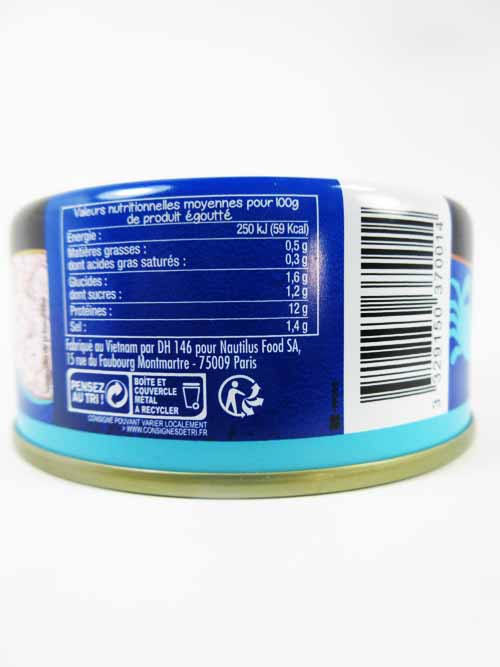 Valeurs nutritionnelles moyennes pour 100g
de produit égoutté
Energie : 250 kJ (59 Kcal)
Matières grasses : 0,5 g
dont acides gras saturés : 0,3 g
Glucides : 1,6 g
dont sucres : 1,2 g
Protéines : 12 g
Sel : 1,4 g
Fabriqué au Vietnam par DH 146 pour Nautilus Food SA,
15 rue du Faubourg Montmartre - 75009 Paris
PENSEZ
AU TRI !
BOÎTE ET
COUVERCLE
MÉTAL
À RECYCLER
CONSIGNE POUVANT VARIER LOCALEMENT
> WWW.CONSIGNESDETRI.FR
3 329150 370014